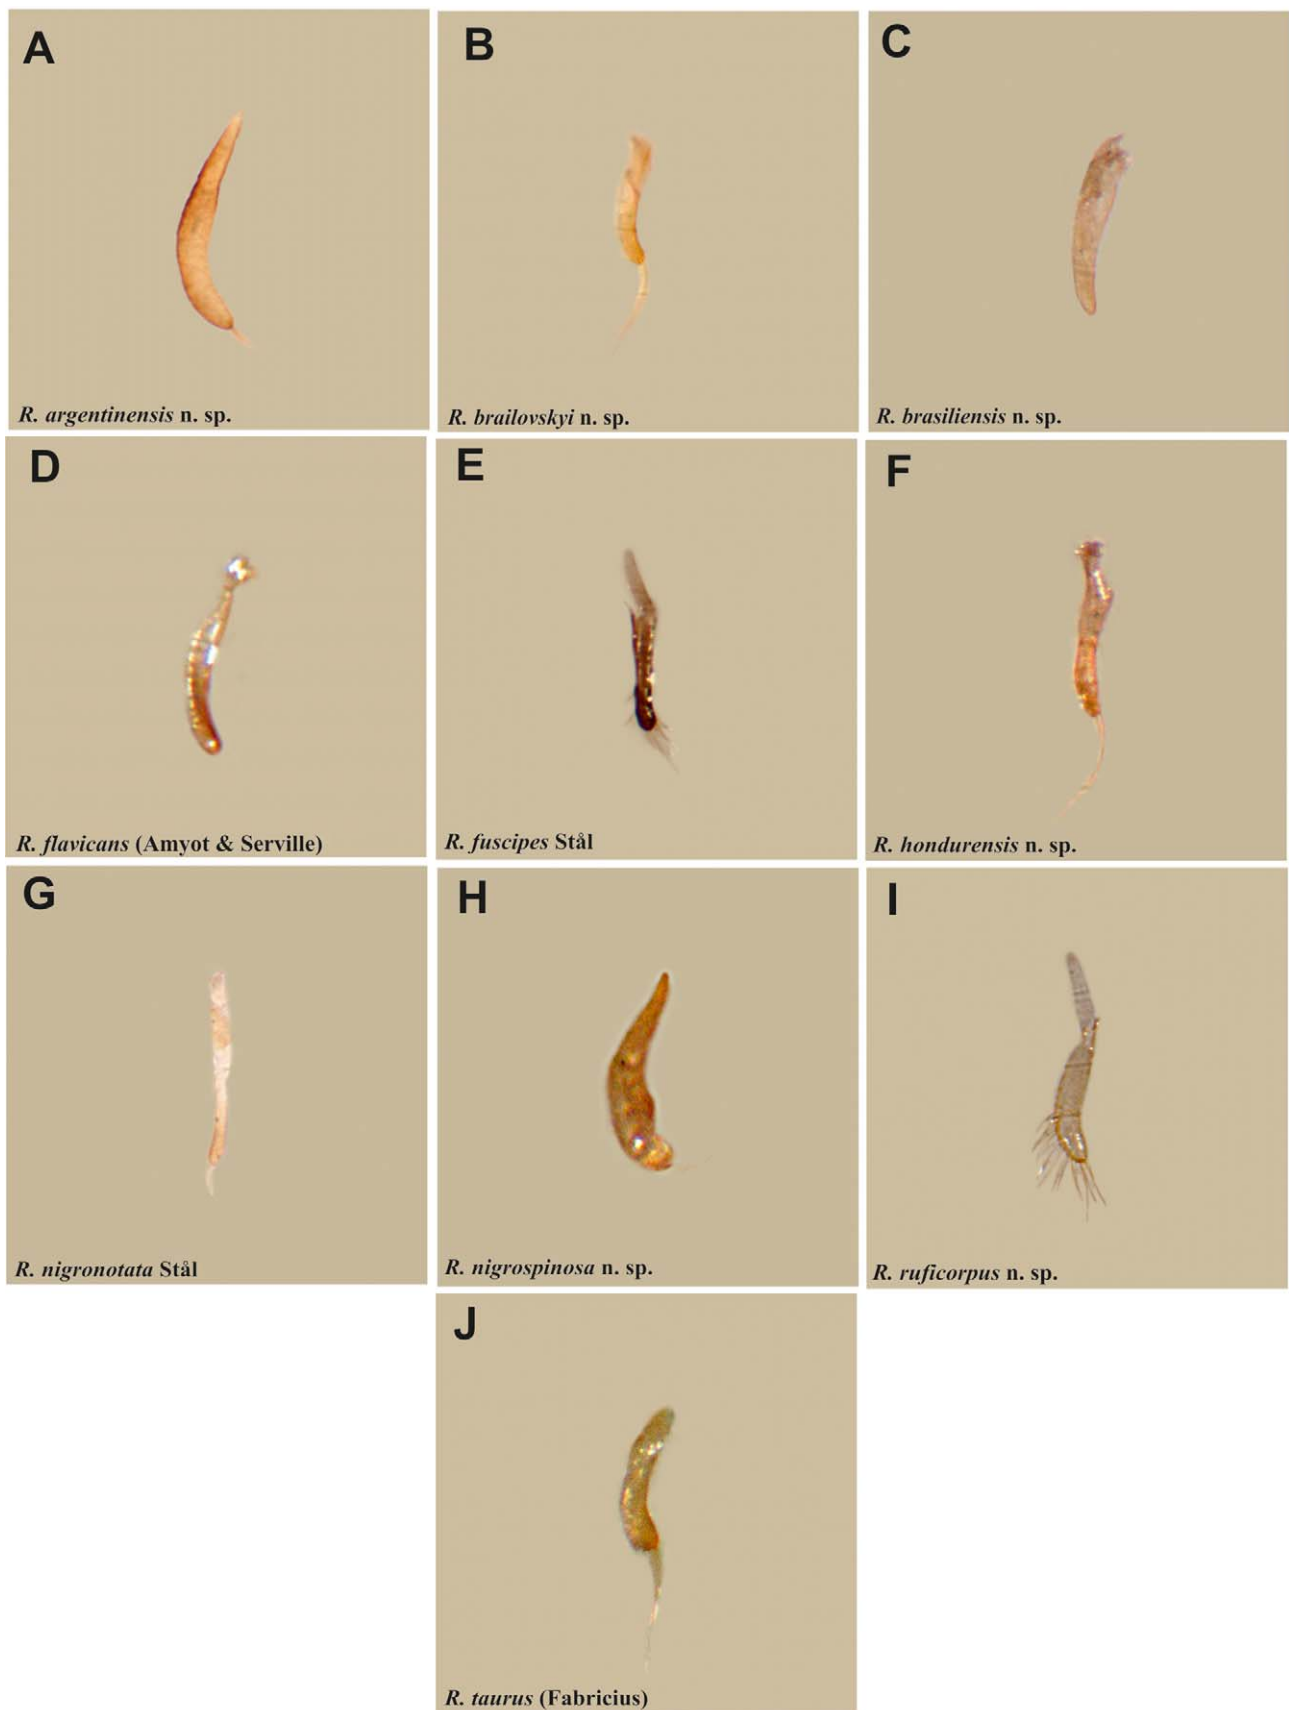 A
B
C
R. argentinensis n. sp.
R. brailovskyi n. sp.
R. brasiliensis n. sp.
D
E
F
R. flavicans (Amyot & Serville)
R. fuscipes Stål
R. hondurensis n. sp.
G
H
I
R. nigronotata Stål
R. nigrospinosa n. sp.
R. ruficorpus n. sp.
J
R. taurus (Fabricius)